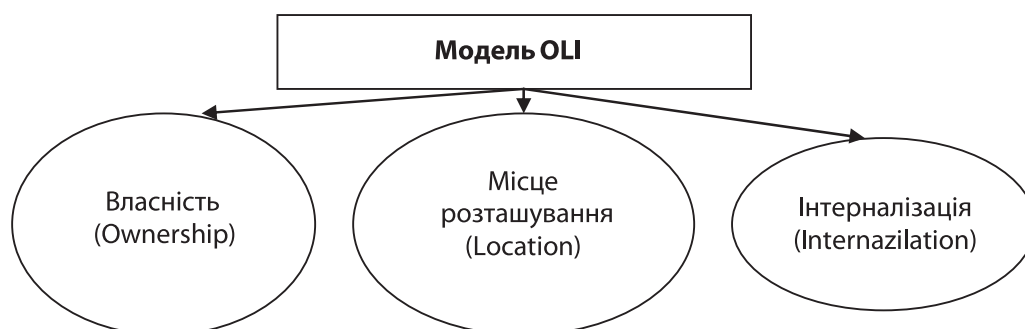 Модель OLI
Власність
(Ownership)
Місце
розташування
(Location)
Інтерналізація
(Internazilation)